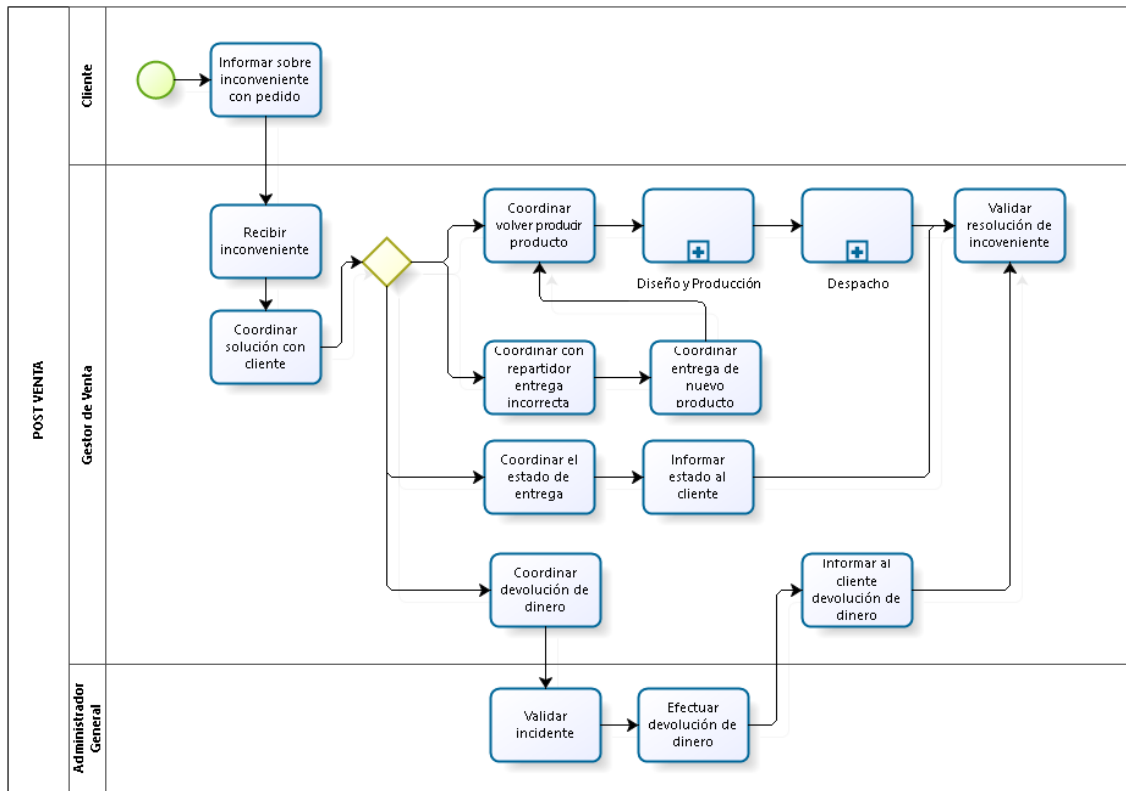 POST VENTA
Cliente
Informar sobre
inconveniente
con pedido
Gestor de Venta
Recibir
inconveniente
Coordinar
solución con
cliente
Coordinar
volver producir
producto
Diseño y Producción
Despacho
Validar
resolución de
incoveniente
Coordinar con
repartidor
entrega
incorrecta
Coordinar
entrega de
nuevo
producto
Coordinar el
estado de
entrega
Informar
estado al
cliente
Coordinar
devolución de
dinero
Informar al
cliente
devolución de
dinero
Administrador
General
Validar
incidente
Efectuar
devolución de
dinero